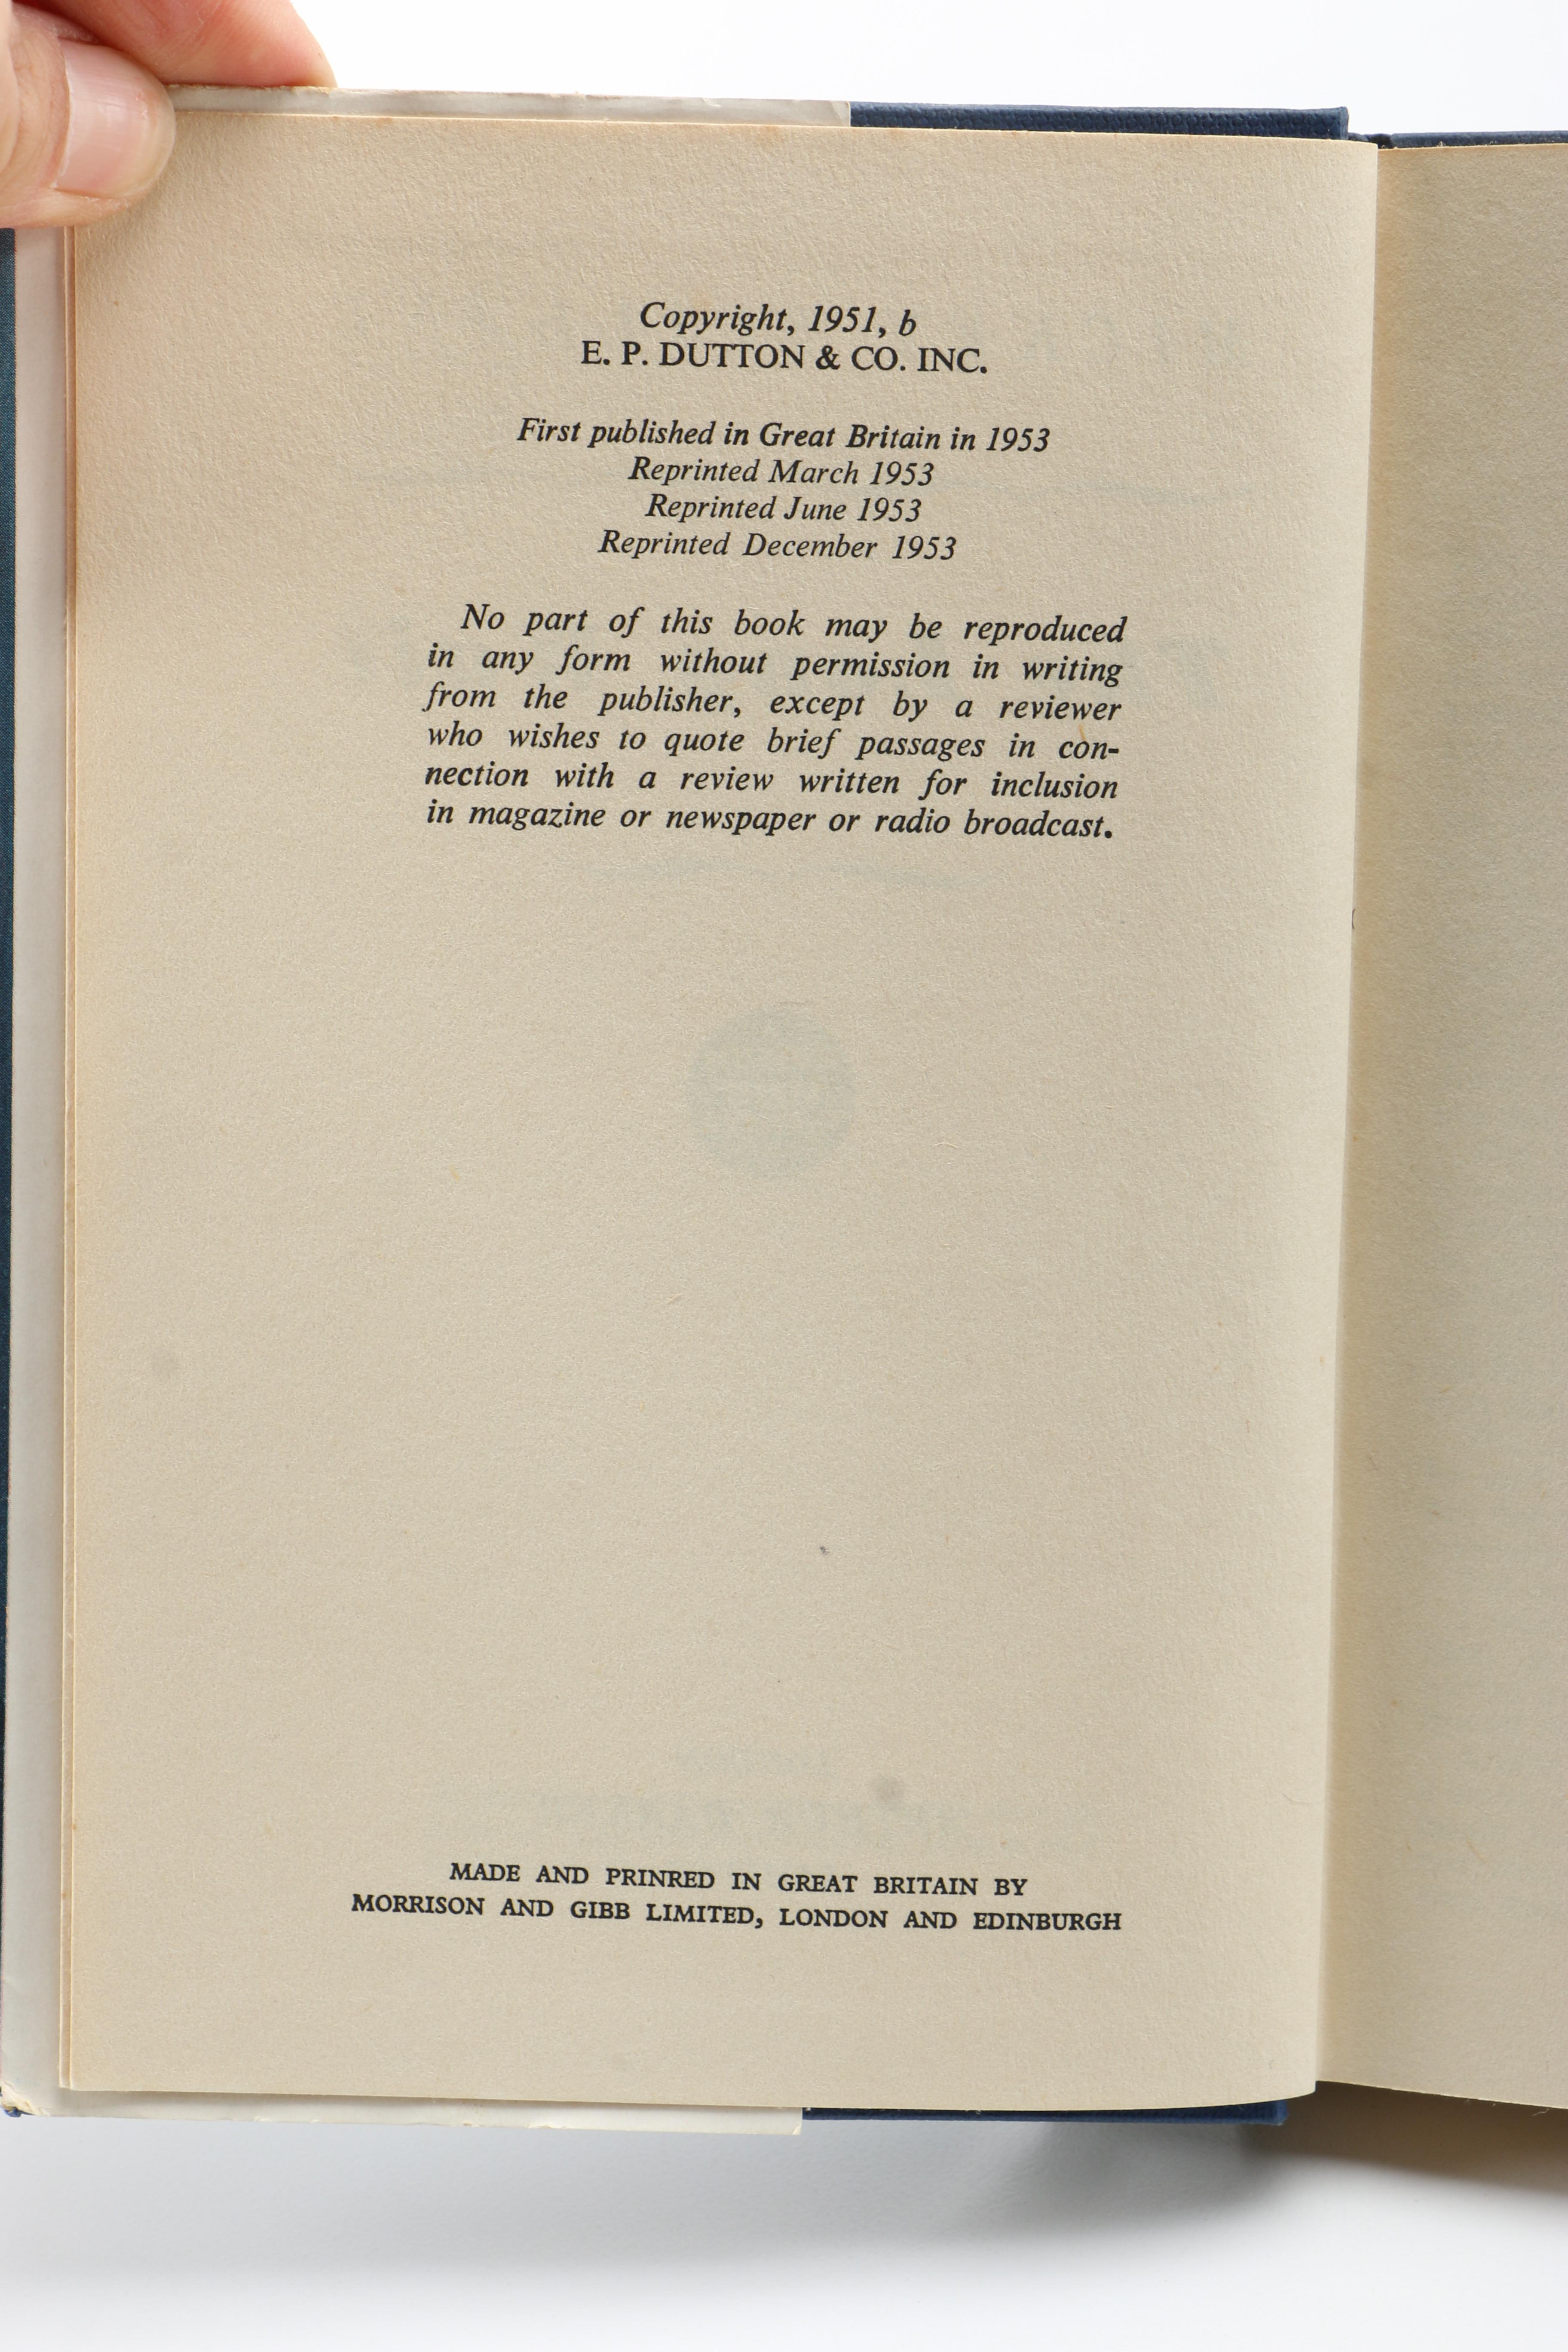 Copyright, 1951, b
E. P. DUTTON & CO. INC.
First published in Great Britain in 1953
Reprinted March 1953
Reprinted June 1953
Reprinted December 1953
No part of this book may be reproduced
in any form without permission in writing
from the publisher, except by a reviewer
who wishes to quote brief passages in con-
nection with a review written for inclusion
in magazine or newspaper or radio broadcast.
MADE AND PRINRED IN GREAT BRITAIN BY
MORRISON AND GIBB LIMITED, LONDON AND EDINBURGH